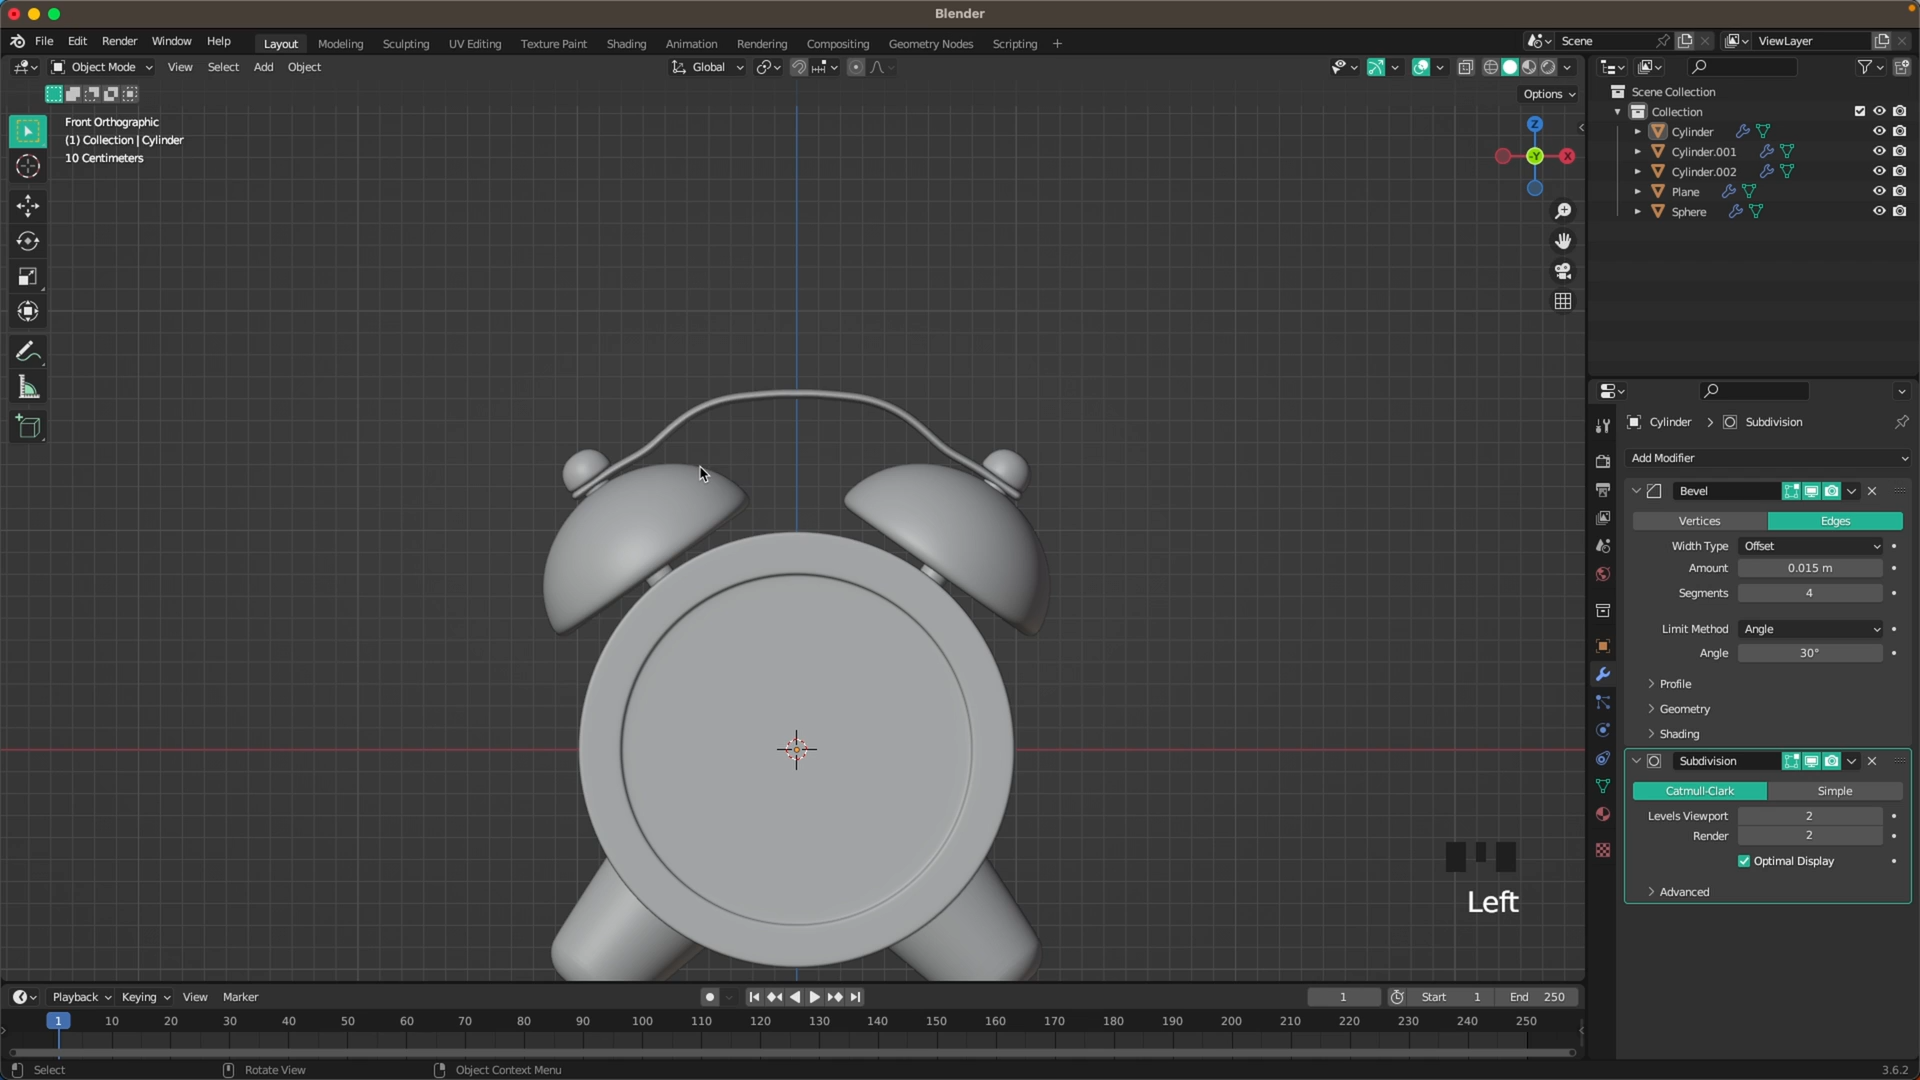 Blender
File Edit Render Window Help Layout Modeling Sculpting UV Editing Texture Paint Shading Animation Rendering Compositing Geometry Nodes Scripting + Scene ViewLayer
Object Mode View Select Add Object Global
Options
Front Orthographic
(1) Collection | Cylinder
10 Centimeters
Z
-Y X
Scene Collection
Collection
Cylinder
Cylinder.001
Cylinder.002
Plane
Sphere
Cylinder > Subdivision
Add Modifier
Bevel
Vertices Edges
Width Type Offset
Amount 0.015 m
Segments 4
Limit Method Angle
Angle 30°
Profile
Geometry
Shading
Subdivision
Catmull-Clark Simple
Levels Viewport 2
Render 2
Optimal Display
Advanced
Left
Playback Keying View Marker 1 Start 1 End 250
1 10 20 30 40 50 60 70 80 90 100 110 120 130 140 150 160 170 180 190 200 210 220 230 240 250
Select Rotate View Object Context Menu 3.6.2